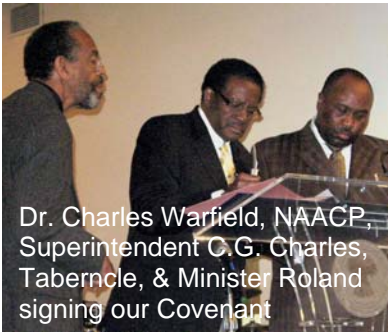 Dr. Charles Warfield, NAACP,
Superintendent C.G. Charles,
Taberncle, & Minister Roland
signing our Covenant